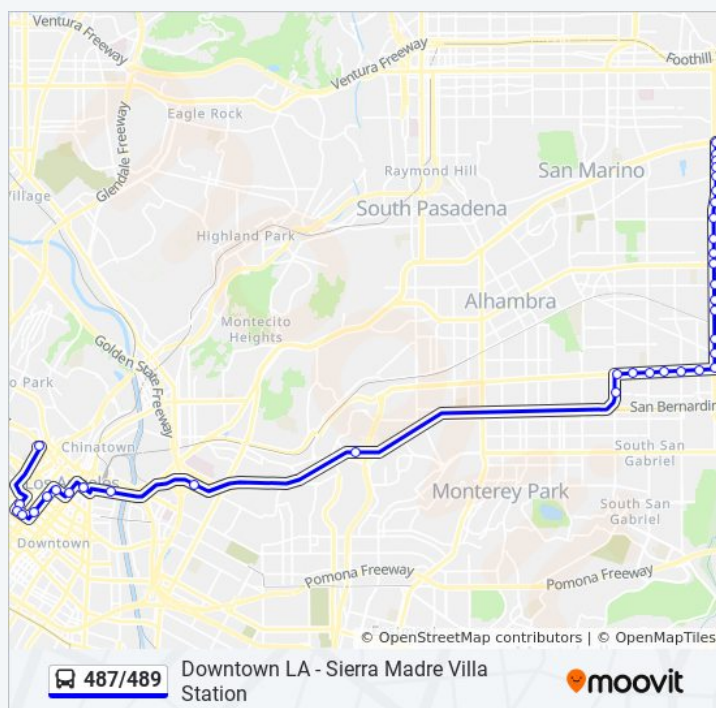 Ventura Freeway
Ventura Freeway
Foothill
Eagle Rock
Glendale Freeway
Raymond Hill
San Marino
Village
South Pasadena
Highland Park
Alhambra
Montecito
Heights
Golden State Freeway
o Park
San Bernardin
Chinatown
South San
Gabriel
Los Angeles
Monterey Park
South San
Gabriel
Downtown
Pomona Freeway
Pomona Freeway
© OpenStreetMap contributors | © OpenMapTiles
487/489
Downtown LA - Sierra Madre Villa
Station
moovit